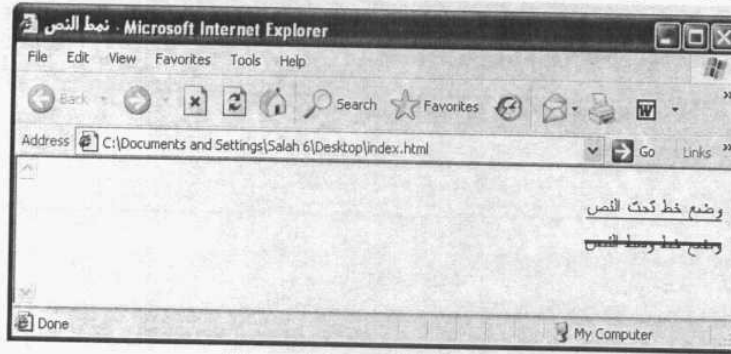 نمط النص - Microsoft Internet Explorer
File Edit View Favorites Tools Help
Back Search Favorites W »
Address C:\Documents and Settings\Salah 6\Desktop\index.html Go Links »
وضع خط تحت النص
وضع خط وسط النص
Done My Computer